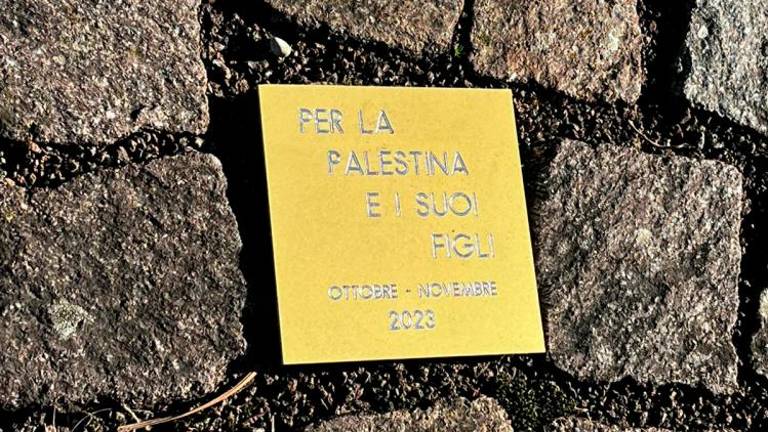 PER LA
PALESTINA
E I SUOI
FIGLI
OTTOBRE - NOVEMBRE
2023